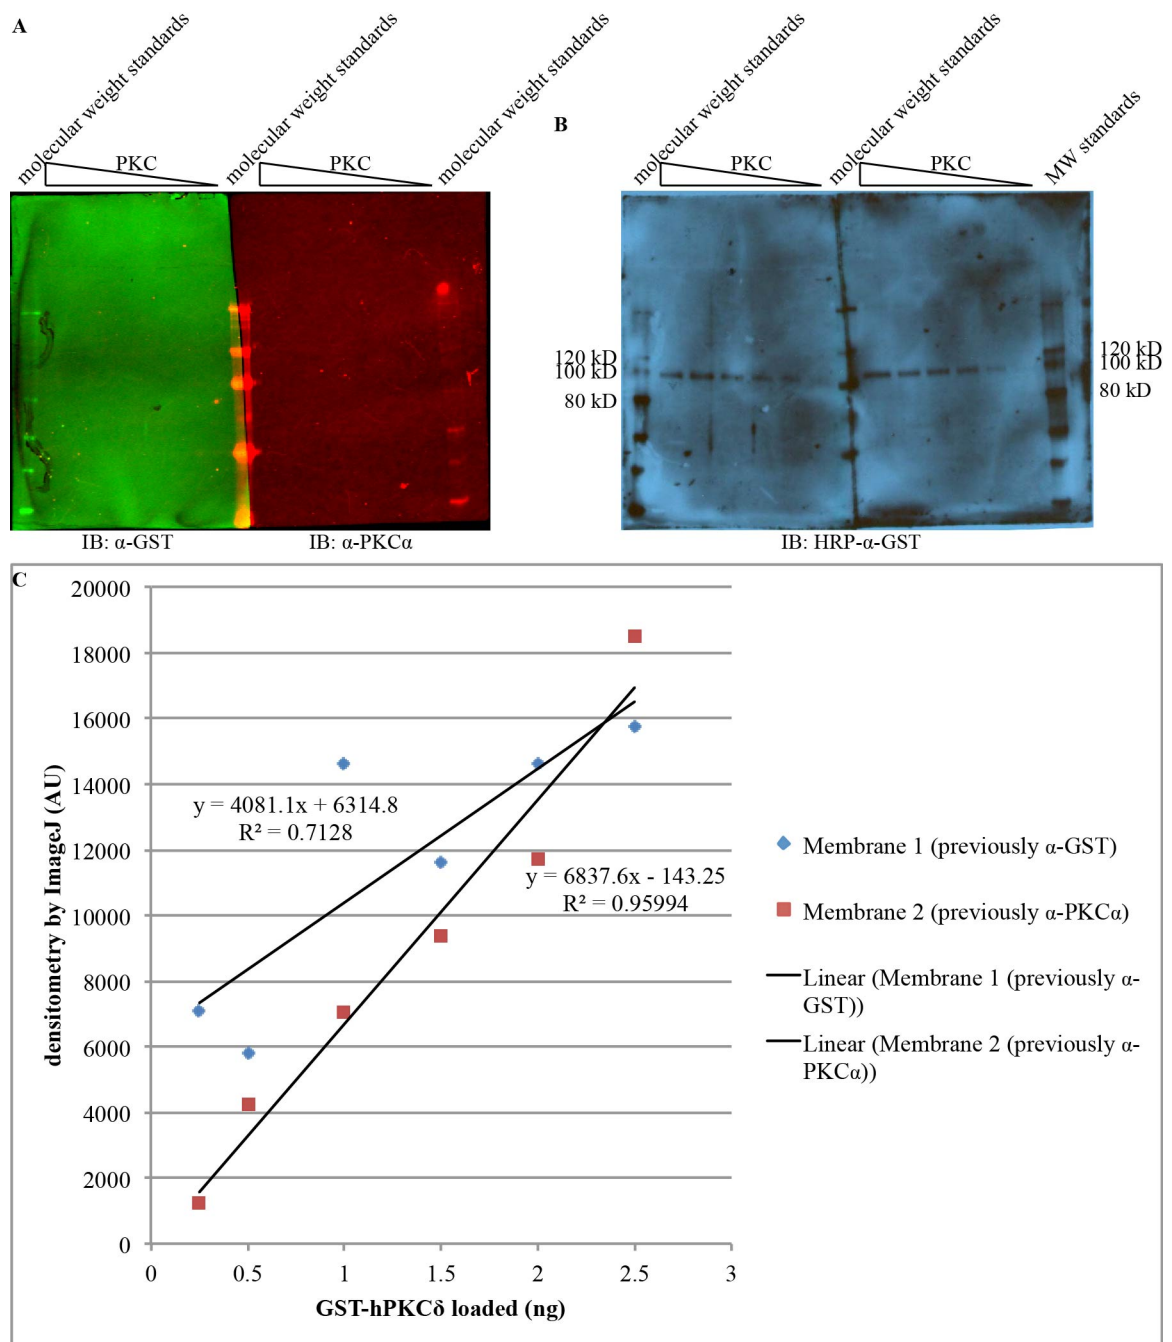 A
molecular weight standards
PKC
molecular weight standards
PKC
molecular weight standards
IB: α-GST
IB: α-PKCα
B
molecular weight standards
PKC
molecular weight standards
PKC
MW standards
120 kD
100 kD
80 kD
120 kD
100 kD
80 kD
IB: HRP-α-GST
C
densitometry by ImageJ (AU)
20000
18000
16000
14000
12000
10000
8000
6000
4000
2000
0
y = 4081.1x + 6314.8
R² = 0.7128
y = 6837.6x - 143.25
R² = 0.95994
0 0.5 1 1.5 2 2.5 3
GST-hPKCδ loaded (ng)
Membrane 1 (previously α-GST)
Membrane 2 (previously α-PKCα)
Linear (Membrane 1 (previously α-
GST))
Linear (Membrane 2 (previously α-
PKCα))